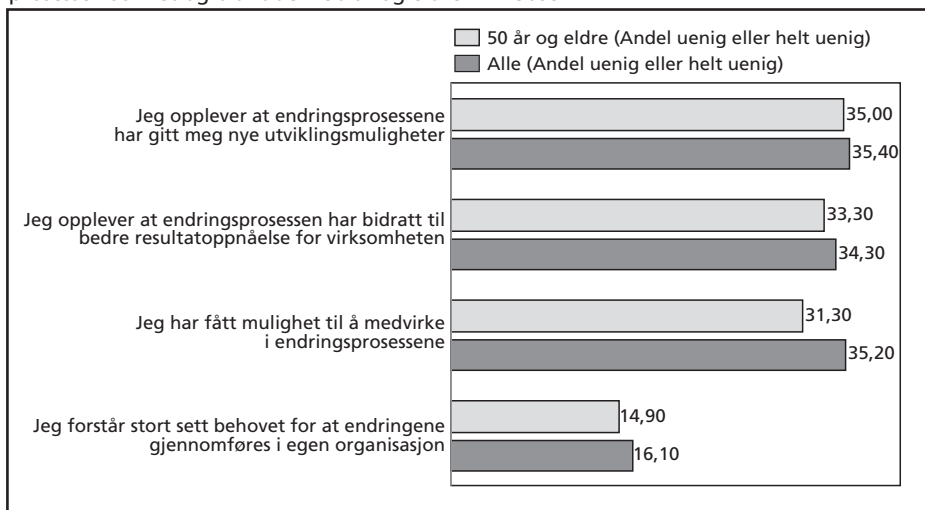 50 år og eldre (Andel uenig eller helt uenig)
Alle (Andel uenig eller helt uenig)
Jeg opplever at endringsprosessene
har gitt meg nye utviklingsmuligheter
35,00
35,40
Jeg opplever at endringsprosessen har bidratt til
bedre resultatoppnåelse for virksomheten
33,30
34,30
Jeg har fått mulighet til å medvirke
i endringsprosessene
31,30
35,20
Jeg forstår stort sett behovet for at endringene
gjennomføres i egen organisasjon
14,90
16,10